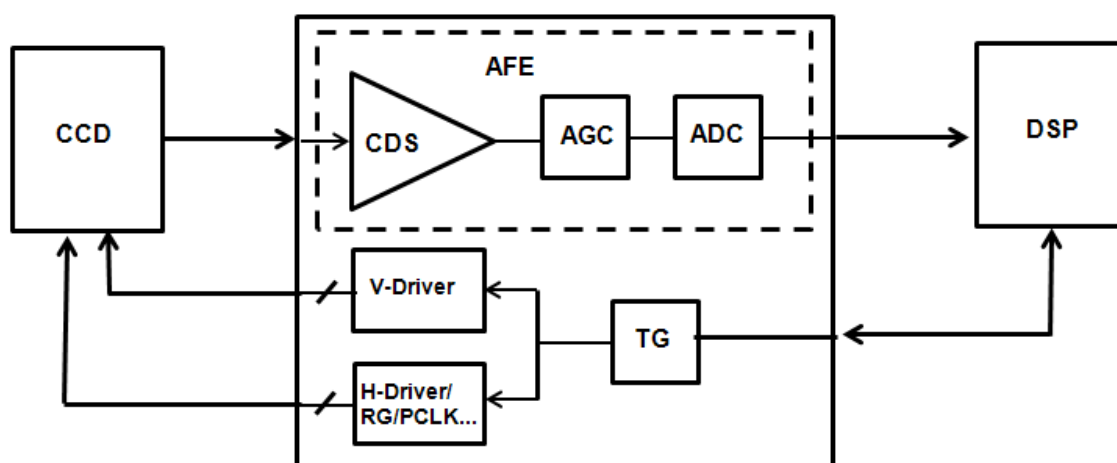 AFE
CCD
CDS
AGC
ADC
DSP
V-Driver
TG
H-Driver/
RG/PCLK...